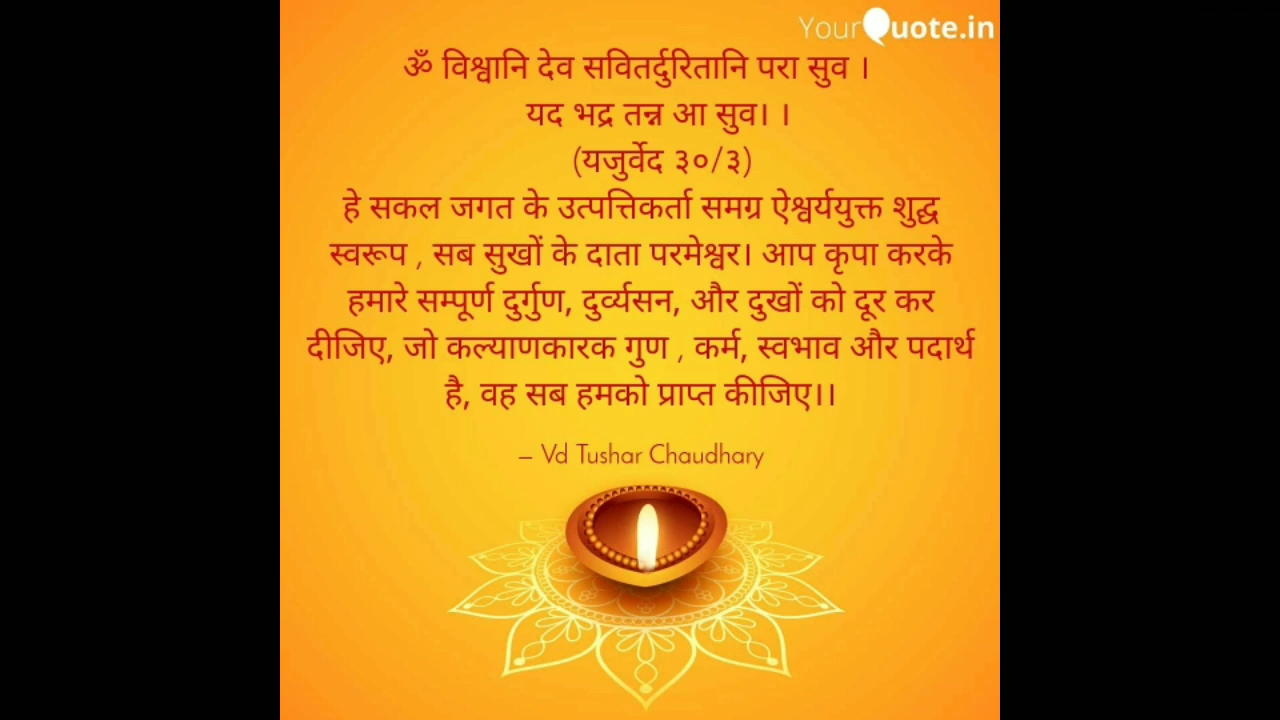 YourQuote.in
ॐ विश्वानि देव सवितर्दुरितानि परा सुव ।
यद भद्र तन्न आ सुव। ।
(यजुर्वेद ३०/३)
हे सकल जगत के उत्पत्तिकर्ता समग्र ऐश्वर्ययुक्त शुद्ध
स्वरूप , सब सुखों के दाता परमेश्वर। आप कृपा करके
हमारे सम्पूर्ण दुर्गुण, दुर्व्यसन, और दुखों को दूर कर
दीजिए, जो कल्याणकारक गुण , कर्म, स्वभाव और पदार्थ
है, वह सब हमको प्राप्त कीजिए।।
– Vd Tushar Chaudhary